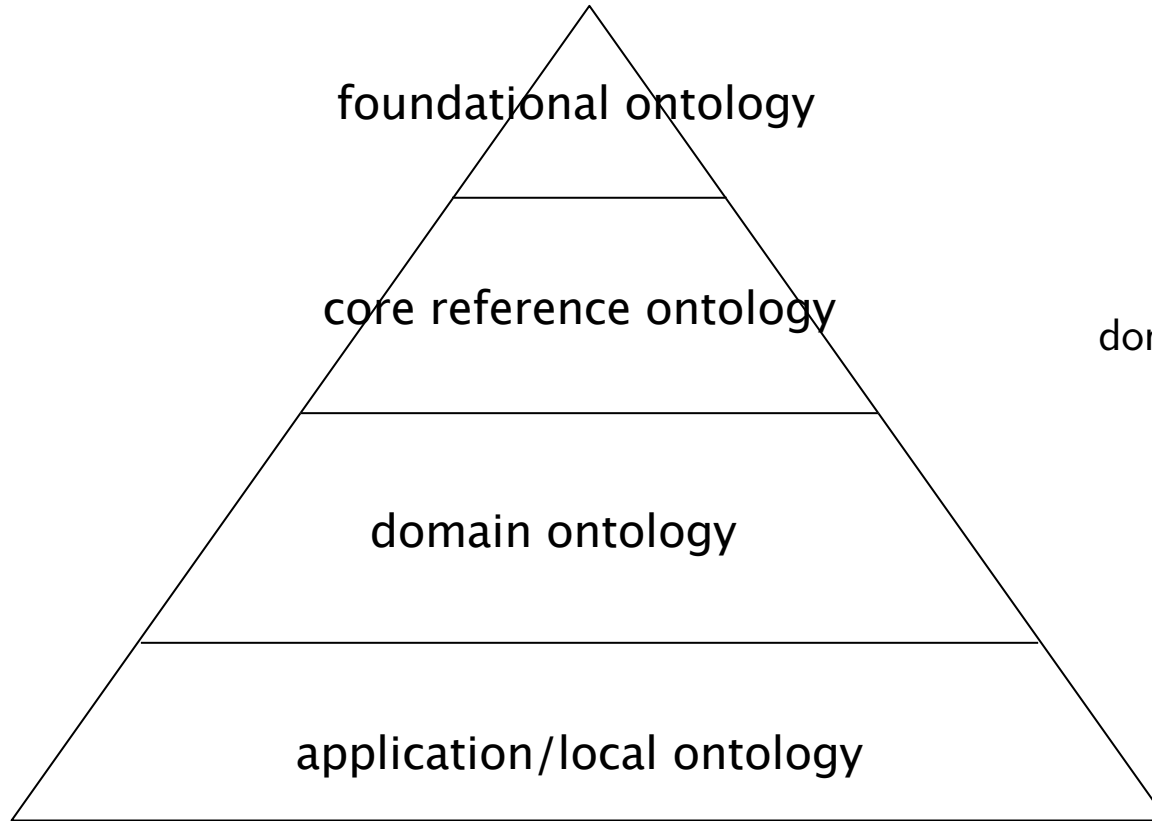 foundational ontology
core reference ontology
domain ontology
application/local ontology